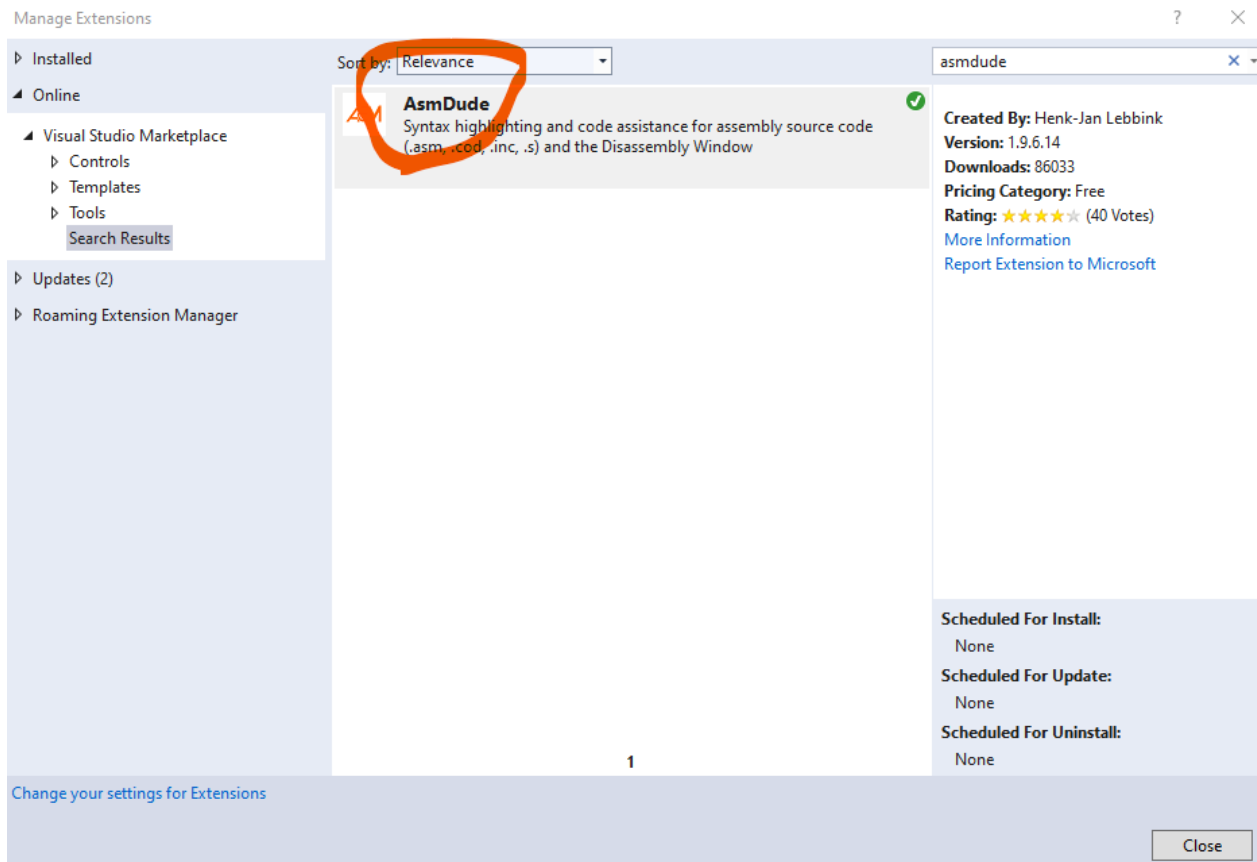 Manage Extensions
?
Installed
Online
Visual Studio Marketplace
Controls
Templates
Tools
Search Results
Updates (2)
Roaming Extension Manager
Sort by: Relevance
ASM
AsmDude
Syntax highlighting and code assistance for assembly source code
(.asm, .cod, .inc, .s) and the Disassembly Window
1
asmdude
Created By: Henk-Jan Lebbink
Version: 1.9.6.14
Downloads: 86033
Pricing Category: Free
Rating: (40 Votes)
More Information
Report Extension to Microsoft
Scheduled For Install:
None
Scheduled For Update:
None
Scheduled For Uninstall:
None
Change your settings for Extensions
Close